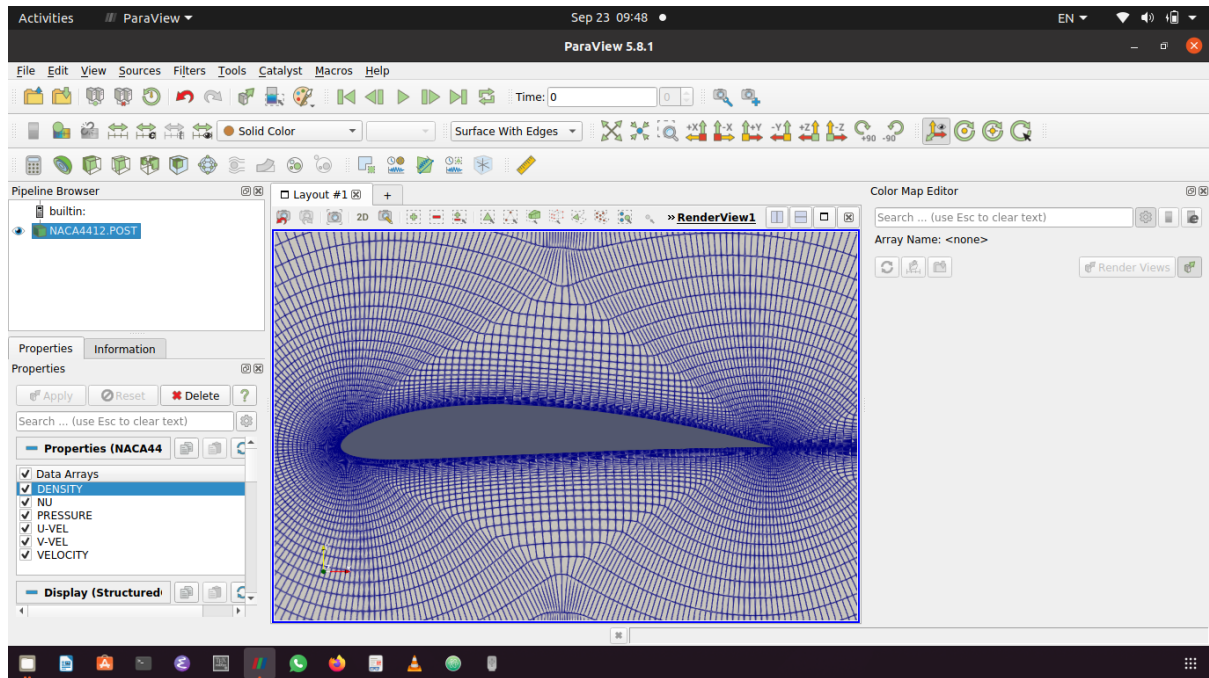 Activities ParaView Sep 23 09:48 EN
ParaView 5.8.1
File Edit View Sources Filters Tools Catalyst Macros Help
Time: 0 0
Solid Color Surface With Edges +X -X +Y -Y +Z -Z +90 -90
Pipeline Browser
builtin:
NACA4412.POST
Properties Information
Properties
Apply Reset Delete ?
Search ... (use Esc to clear text)
Properties (NACA44
Data Arrays
DENSITY
NU
PRESSURE
U-VEL
V-VEL
VELOCITY
Display (Structured
Layout #1 +
2D 3D » RenderView1
Color Map Editor
Search ... (use Esc to clear text)
Array Name: <none>
Render Views